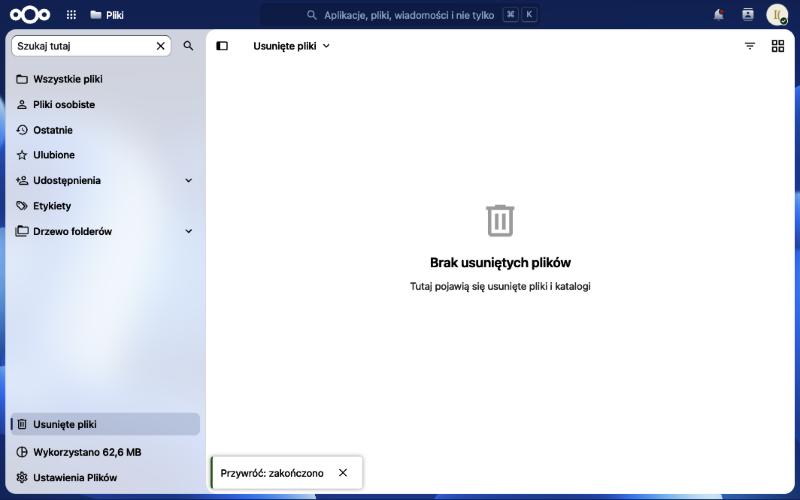 Pliki
Aplikacje, pliki, wiadomości i nie tylko
⌘ K
Szukaj tutaj
Wszystkie pliki
Pliki osobiste
Ostatnie
Ulubione
Udostępnienia
Etykiety
Drzewo folderów
Usunięte pliki
Wykorzystano 62,6 MB
Ustawienia Plików
Usunięte pliki
Brak usuniętych plików
Tutaj pojawią się usunięte pliki i katalogi
Przywróć: zakończono